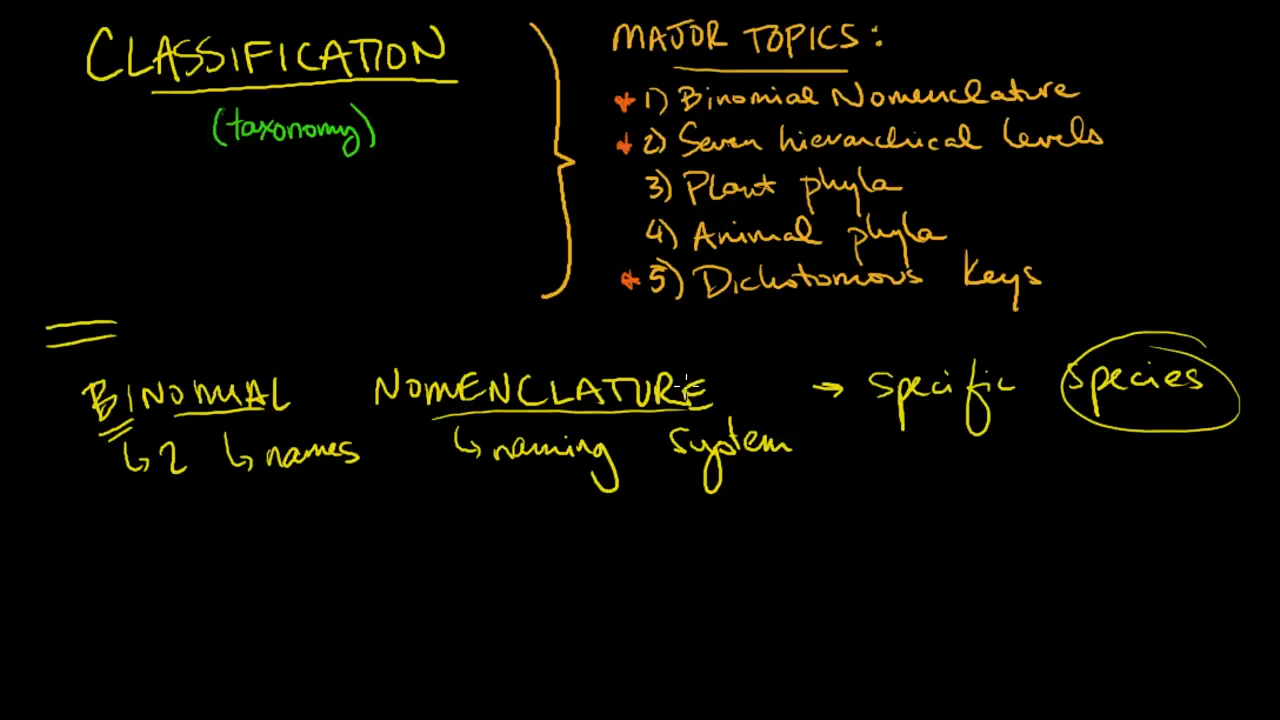 CLASSIFICATION
(taxonomy)
MAJOR TOPICS:
1) Binomial Nomenclature
2) Seven hierarchical levels
3) Plant phyla
4) Animal phyla
5) Dichotomous keys
BINOMIAL NOMENCLATURE → specific species
↳ 2 ↳ names ↳ naming system